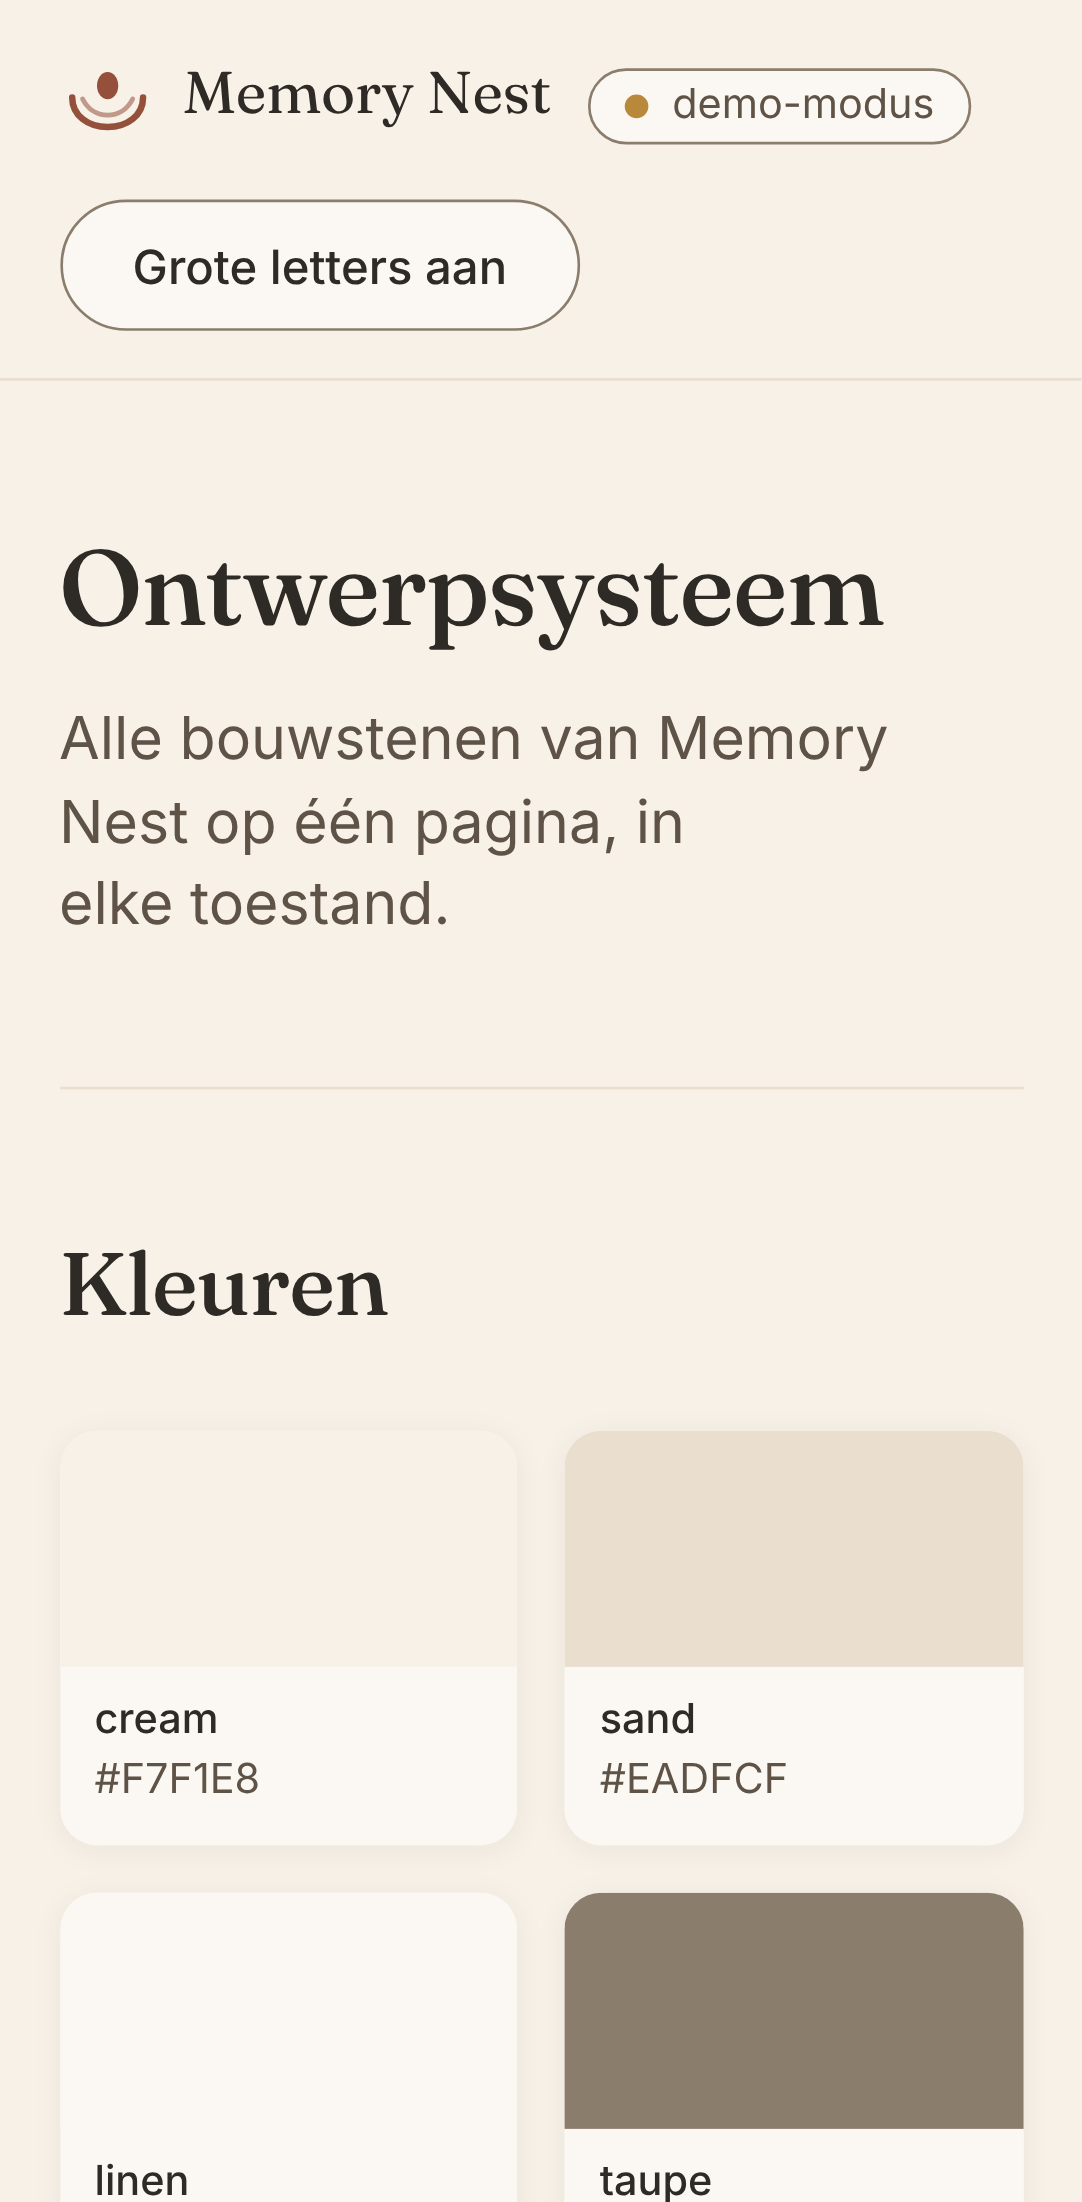 Memory Nest
demo-modus
Grote letters aan
Ontwerpsysteem
Alle bouwstenen van Memory
Nest op één pagina, in
elke toestand.
Kleuren
cream
#F7F1E8
sand
#EADFCF
linen
taupe